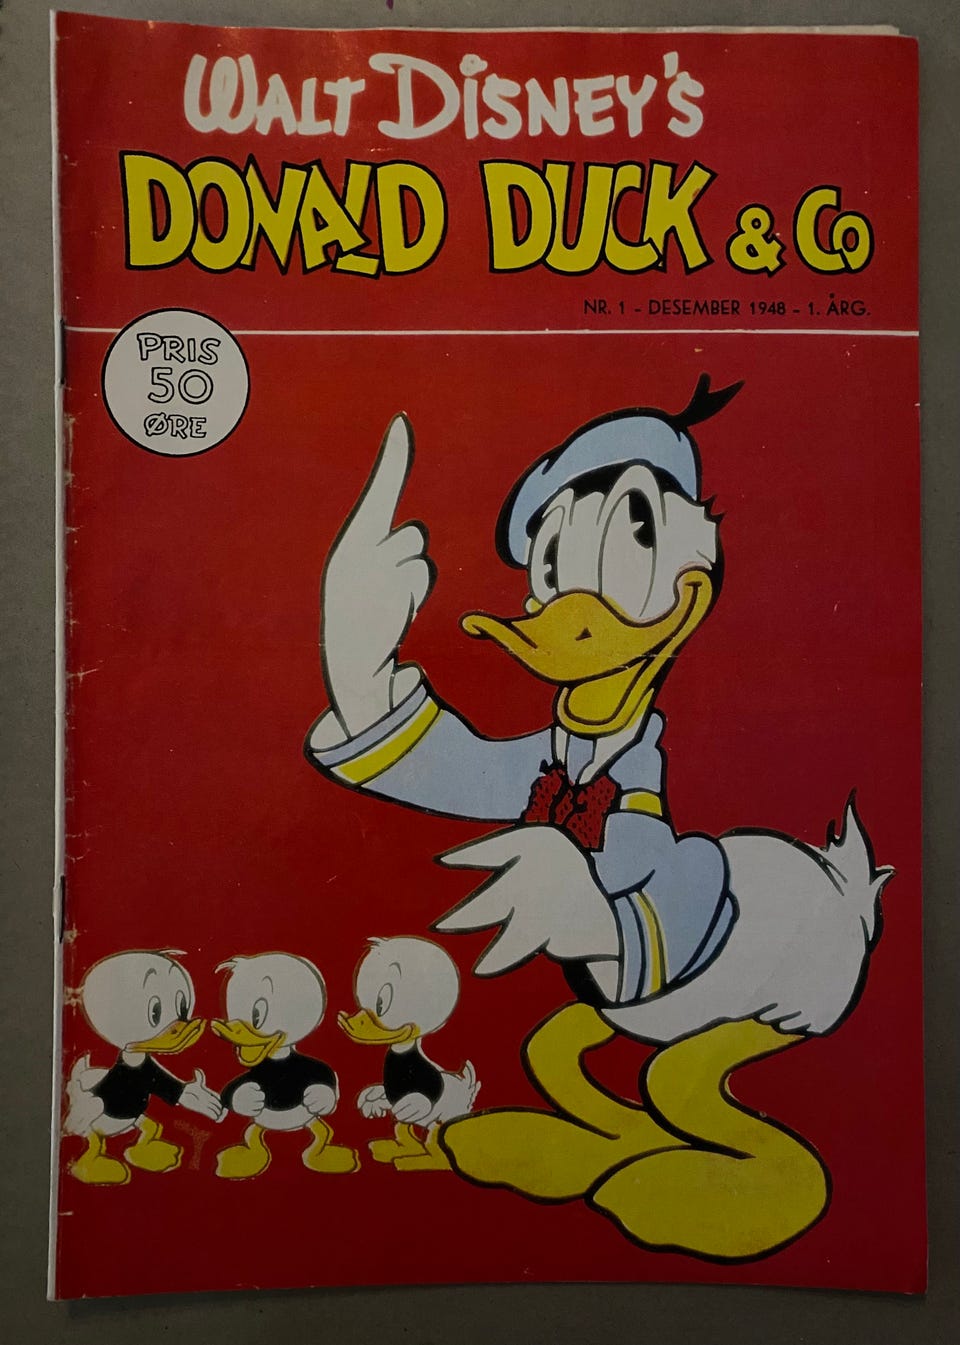 WALT DISNEY'S
DONALD DUCK & Co
NR. 1 - DESEMBER 1948 - 1. ÅRG.
PRIS
50
ØRE